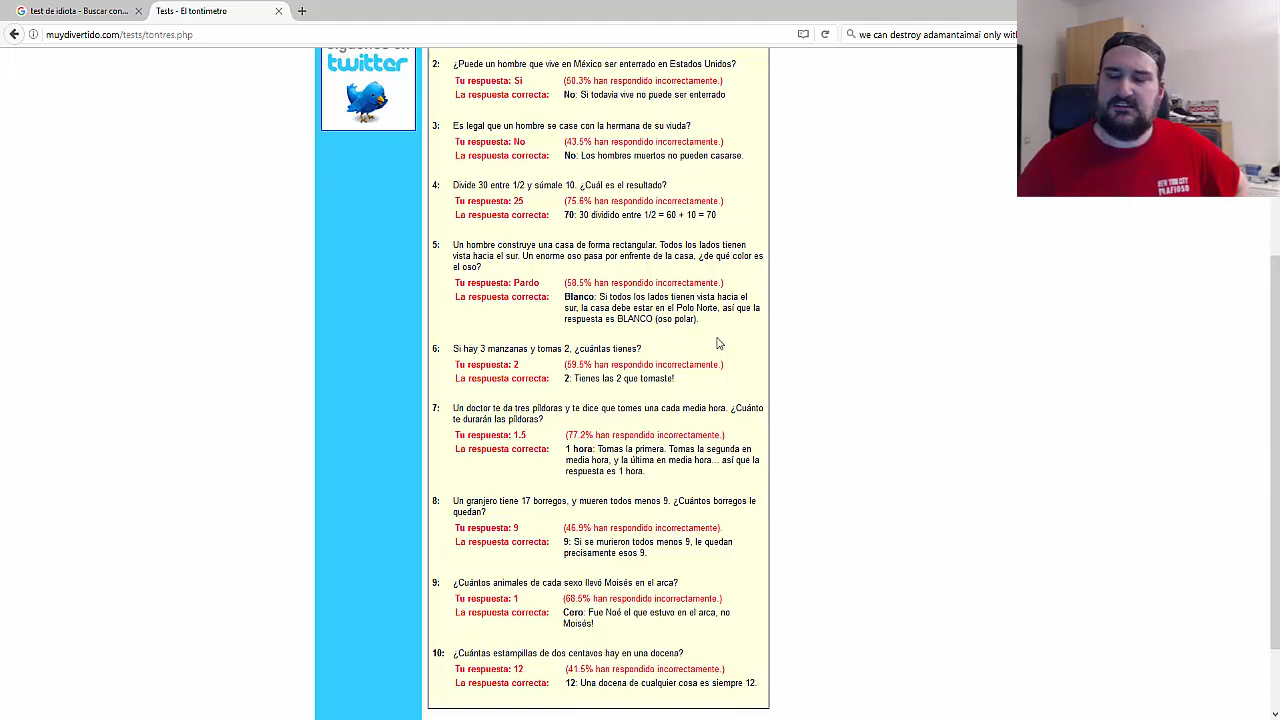 test de idiota - Buscar con...
Tests - El tontimetro
muydivertido.com/tests/tontres.php
we can destroy adamantaimai only with
twitter
2: ¿Puede un hombre que vive en México ser enterrado en Estados Unidos?
Tu respuesta: Si (50.3% han respondido incorrectamente.)
La respuesta correcta: No: Si todavía vive no puede ser enterrado
3: Es legal que un hombre se case con la hermana de su viuda?
Tu respuesta: No (43.5% han respondido incorrectamente.)
La respuesta correcta: No: Los hombres muertos no pueden casarse.
4: Divide 30 entre 1/2 y súmale 10. ¿Cuál es el resultado?
Tu respuesta: 25 (75.6% han respondido incorrectamente.)
La respuesta correcta: 70: 30 dividido entre 1/2 = 60 + 10 = 70
5: Un hombre construye una casa de forma rectangular. Todos los lados tienen
vista hacia el sur. Un enorme oso pasa por enfrente de la casa, ¿de qué color es
el oso?
Tu respuesta: Pardo (58.5% han respondido incorrectamente.)
La respuesta correcta: Blanco: Si todos los lados tienen vista hacia el
sur, la casa debe estar en el Polo Norte, así que la
respuesta es BLANCO (oso polar).
6: Si hay 3 manzanas y tomas 2, ¿cuántas tienes?
Tu respuesta: 2 (59.5% han respondido incorrectamente.)
La respuesta correcta: 2: Tienes las 2 que tomaste!
7: Un doctor te da tres píldoras y te dice que tomes una cada media hora. ¿Cuánto
te durarán las píldoras?
Tu respuesta: 1.5 (77.2% han respondido incorrectamente.)
La respuesta correcta: 1 hora: Tomas la primera. Tomas la segunda en
media hora, y la última en media hora... así que la
respuesta es 1 hora.
8: Un granjero tiene 17 borregos, y mueren todos menos 9. ¿Cuántos borregos le
quedan?
Tu respuesta: 9 (46.9% han respondido incorrectamente).
La respuesta correcta: 9: Si se murieron todos menos 9, le quedan
precisamente esos 9.
9: ¿Cuántos animales de cada sexo llevó Moisés en el arca?
Tu respuesta: 1 (68.5% han respondido incorrectamente.)
La respuesta correcta: Cero: Fue Noé el que estuvo en el arca, no
Moisés!
10: ¿Cuántas estampillas de dos centavos hay en una docena?
Tu respuesta: 12 (41.5% han respondido incorrectamente.)
La respuesta correcta: 12: Una docena de cualquier cosa es siempre 12.
NEW YORK CITY
MAFIOSO